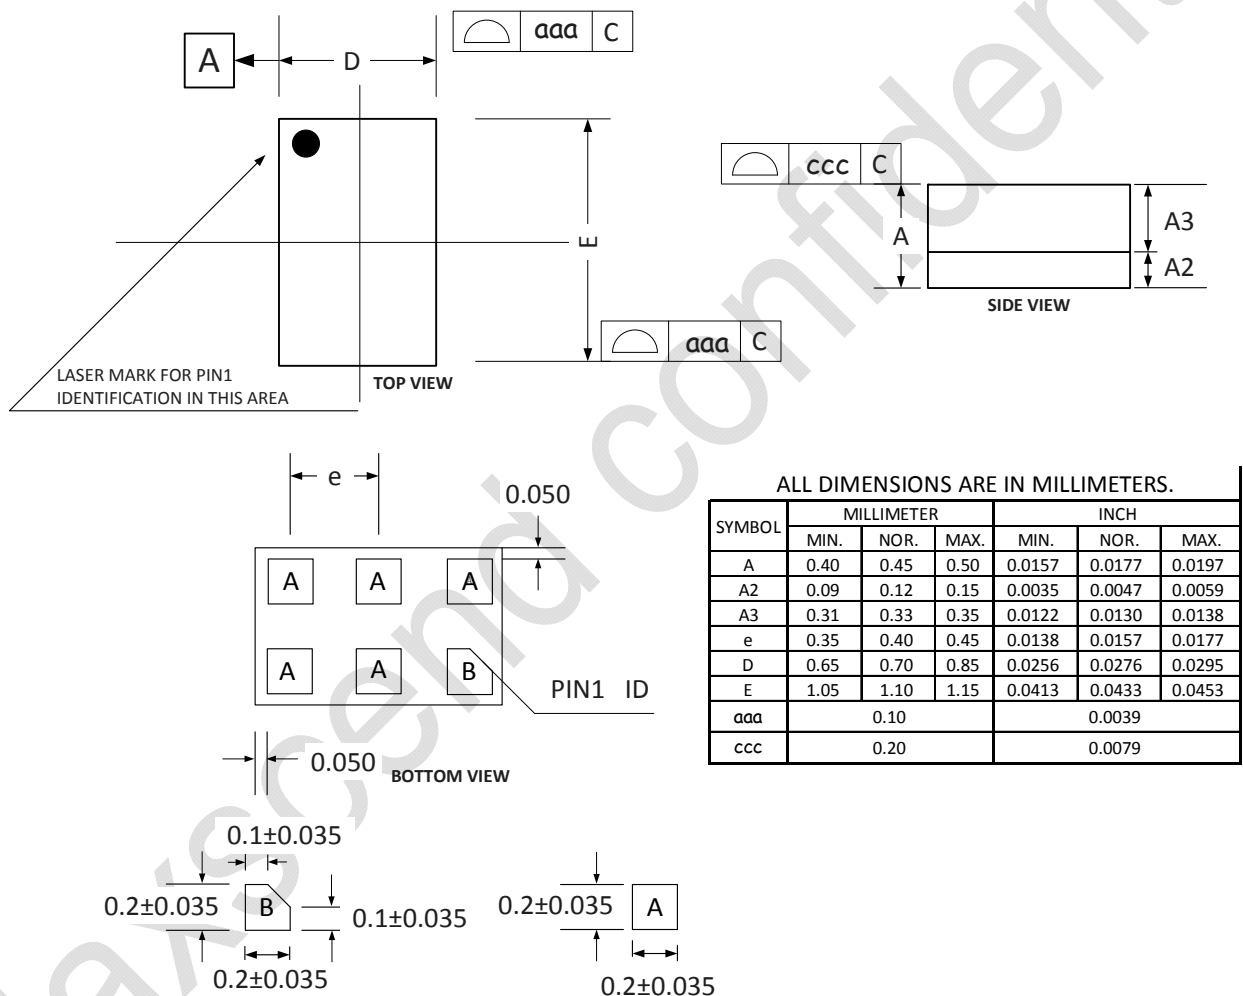 aaa C
A D
ccc C
A A3
A2
SIDE VIEW
E
aaa C
LASER MARK FOR PIN1
IDENTIFICATION IN THIS AREA
TOP VIEW
e
0.050
A A A
A A B
PIN1 ID
0.050
BOTTOM VIEW
ALL DIMENSIONS ARE IN MILLIMETERS.
SYMBOL MILLIMETER INCH
MIN. NOR. MAX. MIN. NOR. MAX.
A 0.40 0.45 0.50 0.0157 0.0177 0.0197
A2 0.09 0.12 0.15 0.0035 0.0047 0.0059
A3 0.31 0.33 0.35 0.0122 0.0130 0.0138
e 0.35 0.40 0.45 0.0138 0.0157 0.0177
D 0.65 0.70 0.85 0.0256 0.0276 0.0295
E 1.05 1.10 1.15 0.0413 0.0433 0.0453
aaa 0.10 0.0039
ccc 0.20 0.0079
0.1±0.035
0.2±0.035 B 0.1±0.035
0.2±0.035
0.2±0.035 A
0.2±0.035
axscend confiden